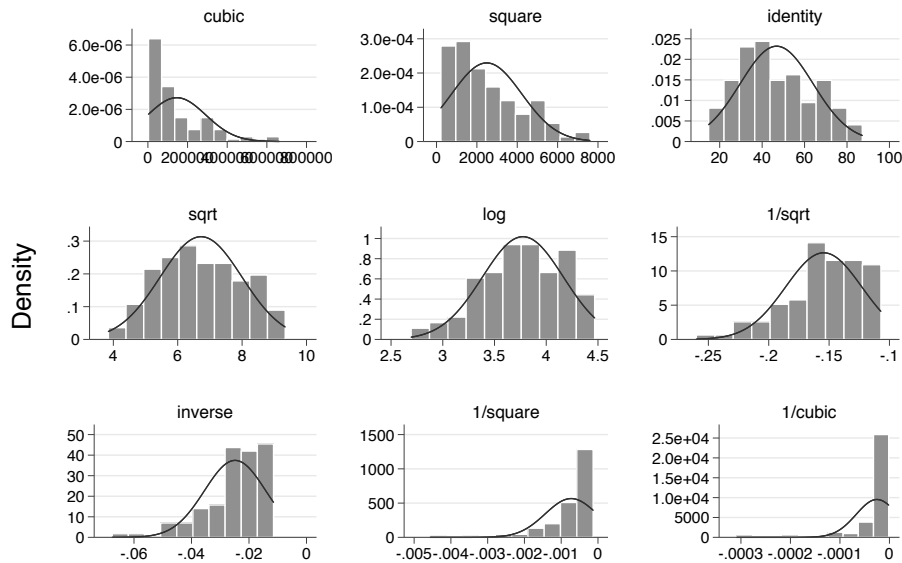 cubic
6.0e-06
4.0e-06
2.0e-06
0
0 200000 400000 600000 800000
square
3.0e-04
2.0e-04
1.0e-04
0
0 2000 4000 6000 8000
identity
.025
.02
.015
.01
.005
0
20 40 60 80 100
Density
sqrt
.3
.2
.1
0
4 6 8 10
log
1
.8
.6
.4
.2
0
2.5 3 3.5 4 4.5
1/sqrt
15
10
5
0
-.25 -.2 -.15 -.1
inverse
50
40
30
20
10
0
-.06 -.04 -.02 0
1/square
1500
1000
500
0
-.005 -.004 -.003 -.002 -.001 0
1/cubic
2.5e+04
2.0e+04
1.5e+04
1.0e+04
5000
0
-.0003 -.0002 -.0001 0